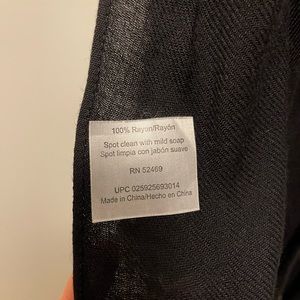 100% Rayon/Rayón
Spot clean with mild soap
Spot limpia con jabón suave
RN 52469
UPC 025925693014
Made in China/Hecho en China